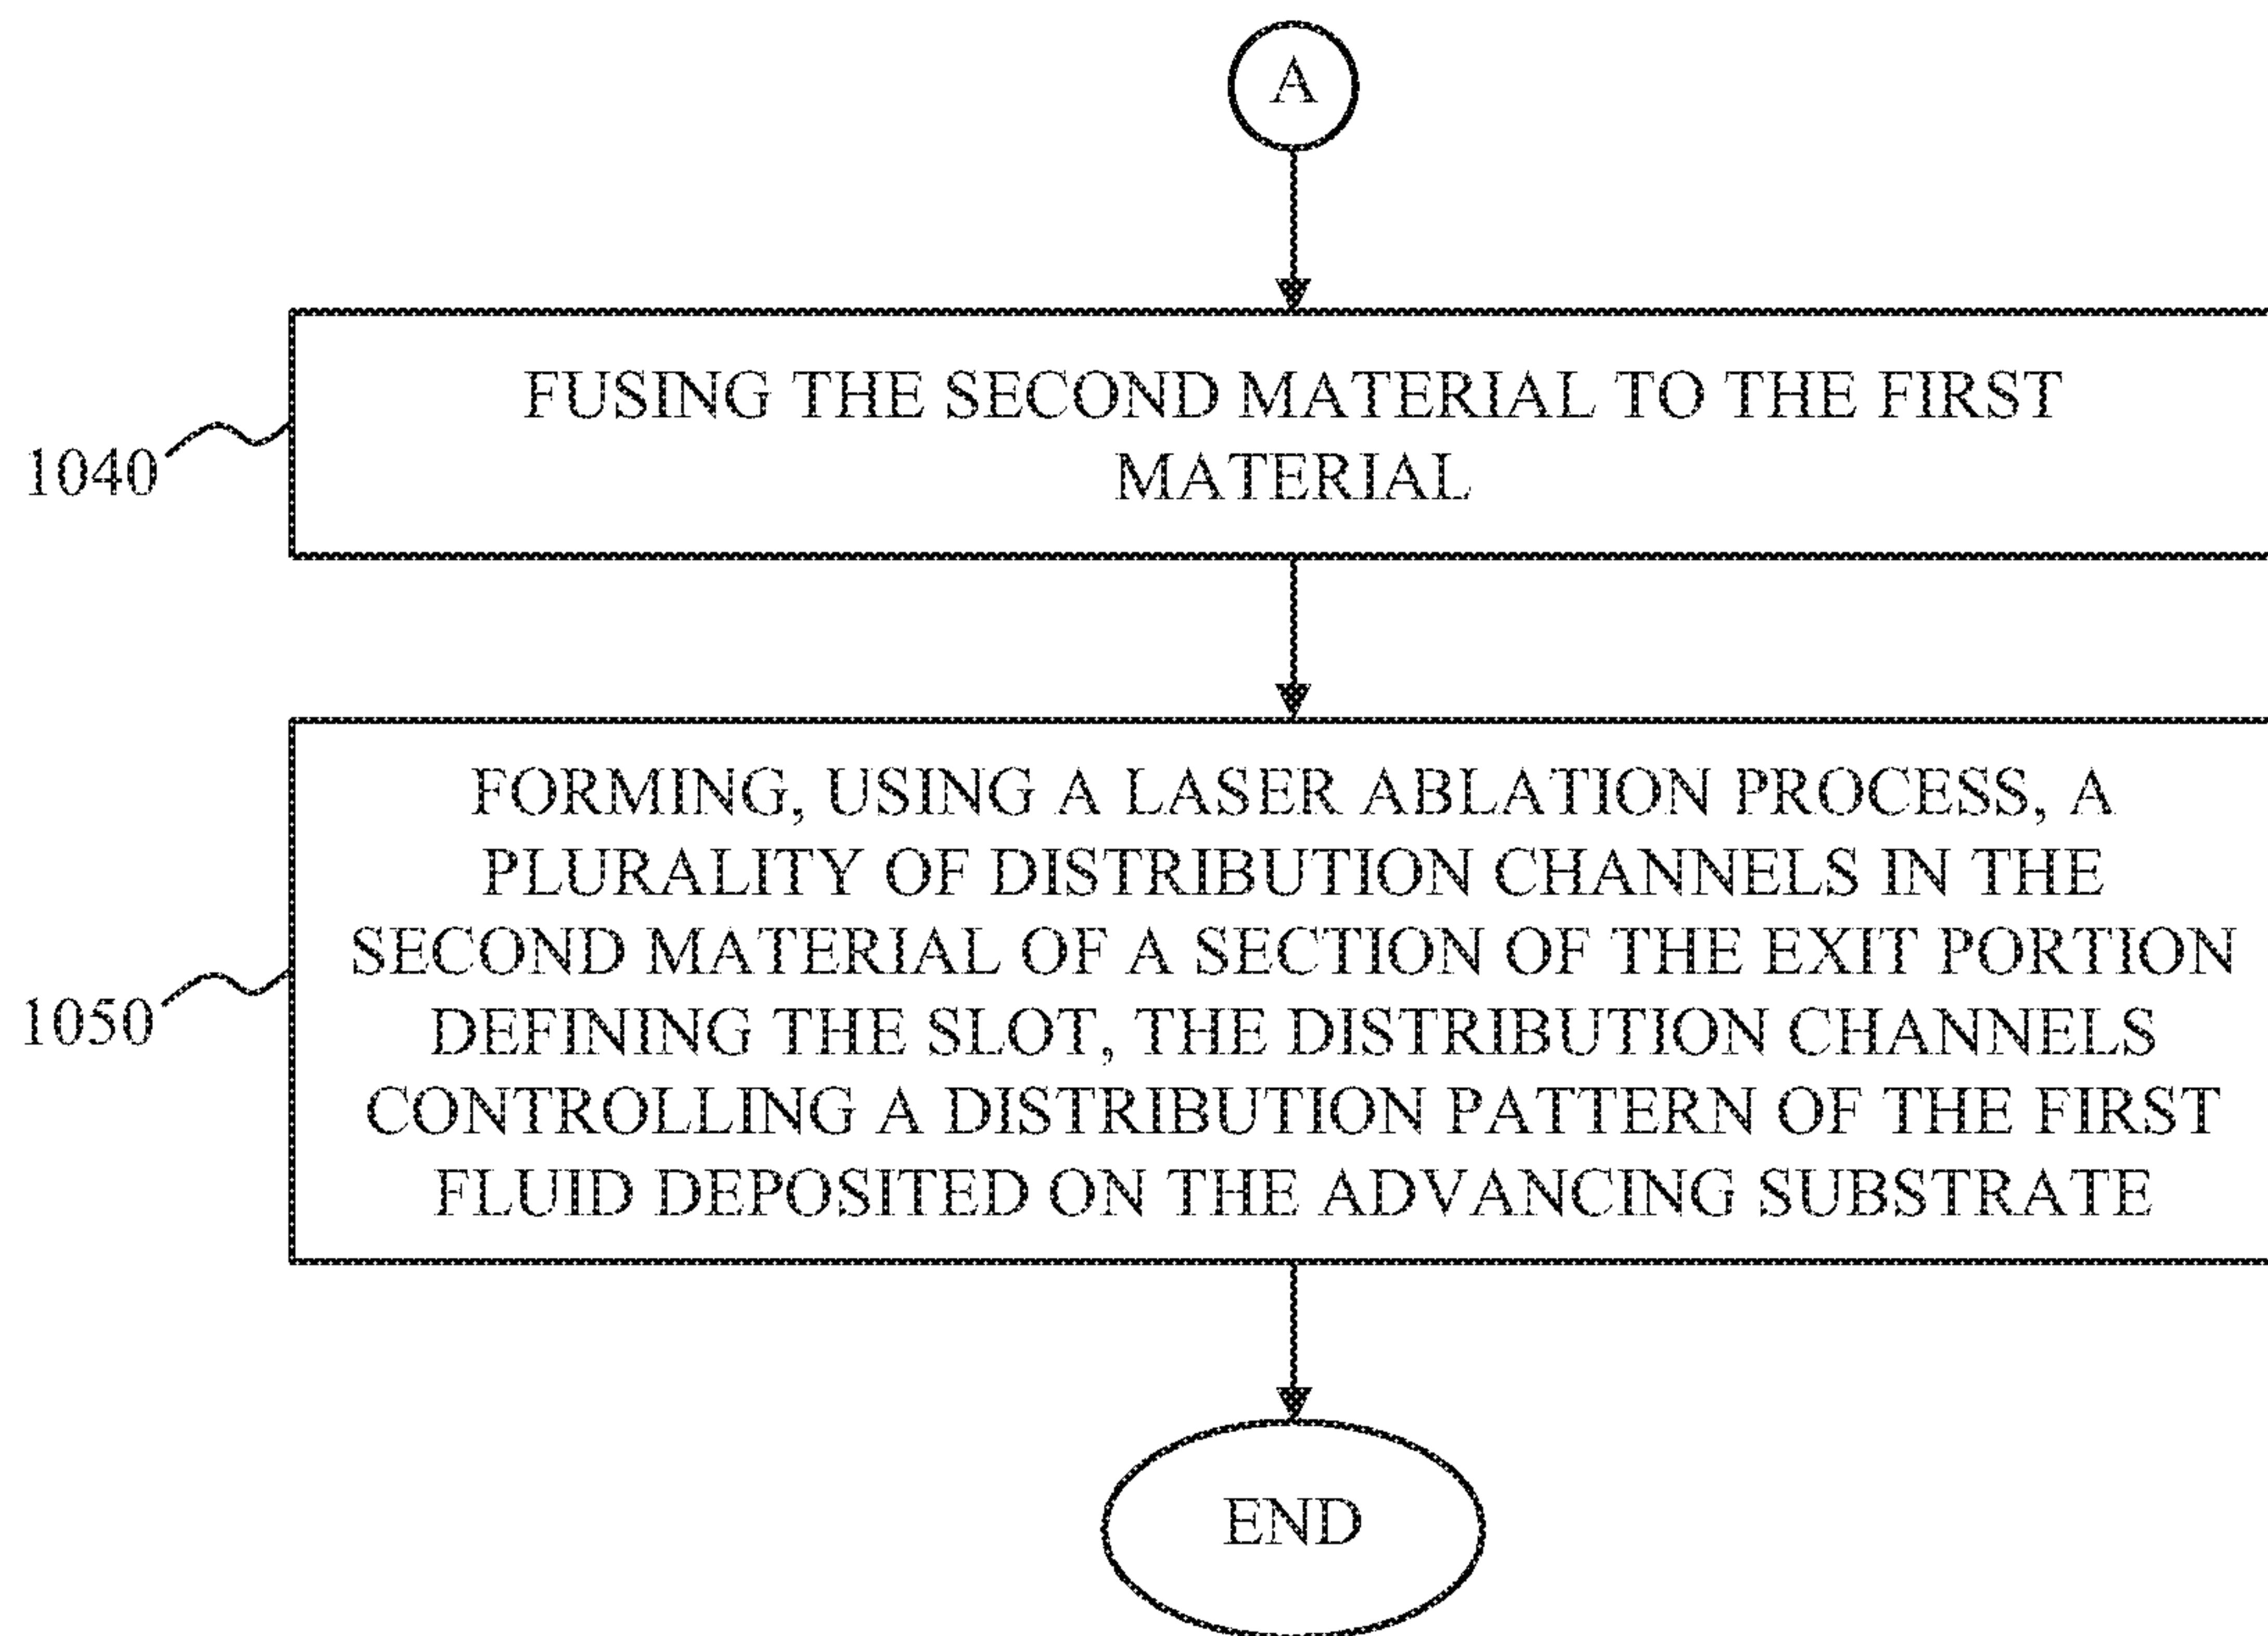 A
FUSING THE SECOND MATERIAL TO THE FIRST
MATERIAL
1040
FORMING, USING A LASER ABLATION PROCESS, A
PLURALITY OF DISTRIBUTION CHANNELS IN THE
SECOND MATERIAL OF A SECTION OF THE EXIT PORTION
DEFINING THE SLOT, THE DISTRIBUTION CHANNELS
CONTROLLING A DISTRIBUTION PATTERN OF THE FIRST
FLUID DEPOSITED ON THE ADVANCING SUBSTRATE
1050
END